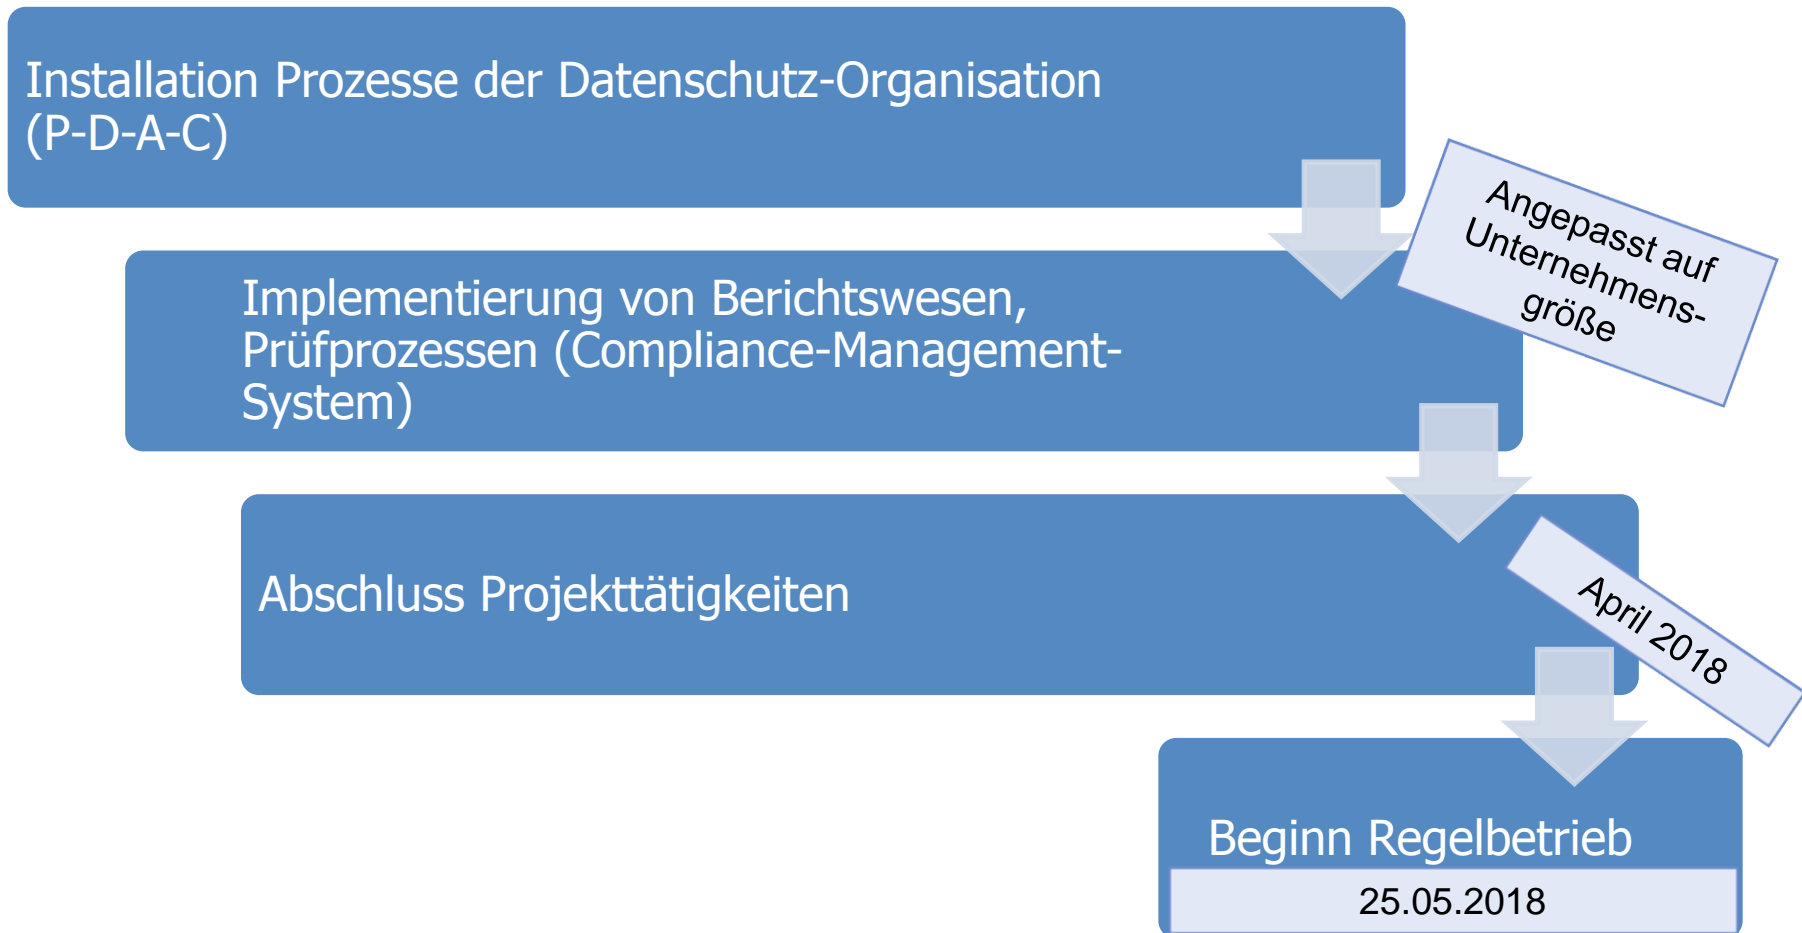 Installation Prozesse der Datenschutz-Organisation
(P-D-A-C)
Angepasst auf
Unternehmens-
größe
Implementierung von Berichtswesen,
Prüfprozessen (Compliance-Management-
System)
Abschluss Projekttätigkeiten
April 2018
Beginn Regelbetrieb
25.05.2018